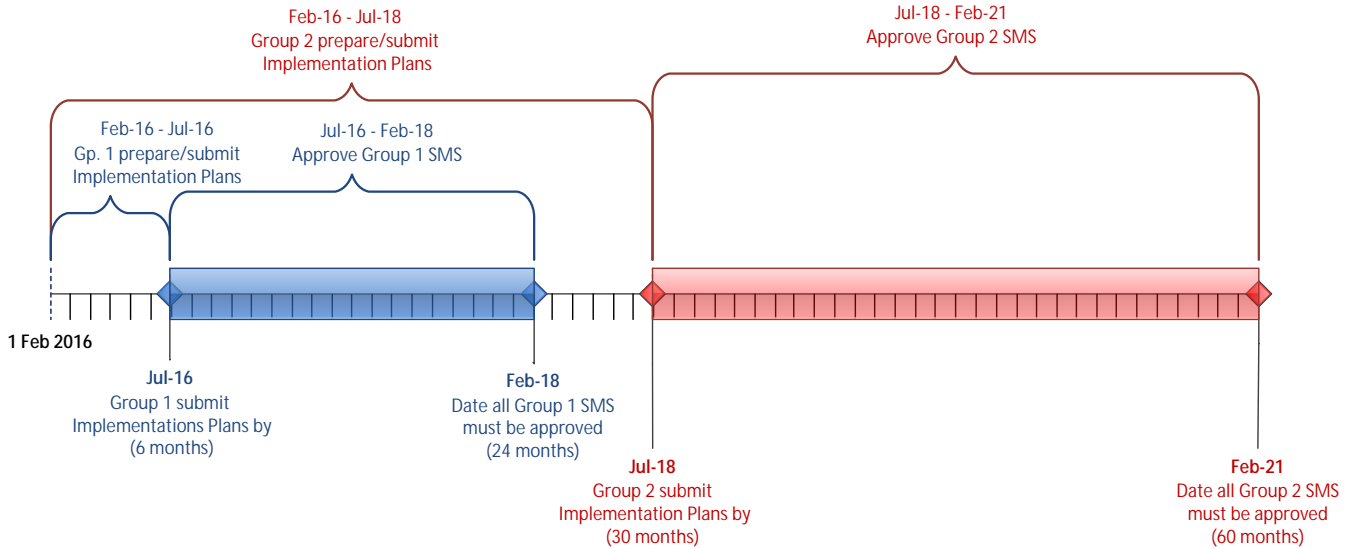 Feb-16 - Jul-18
Group 2 prepare/submit
Implementation Plans
Jul-18 - Feb-21
Approve Group 2 SMS
Feb-16 - Jul-16
Gp. 1 prepare/submit
Implementation Plans
Jul-16 - Feb-18
Approve Group 1 SMS
1 Feb 2016
Jul-16
Group 1 submit
Implementations Plans by
(6 months)
Feb-18
Date all Group 1 SMS
must be approved
(24 months)
Jul-18
Group 2 submit
Implementation Plans by
(30 months)
Feb-21
Date all Group 2 SMS
must be approved
(60 months)